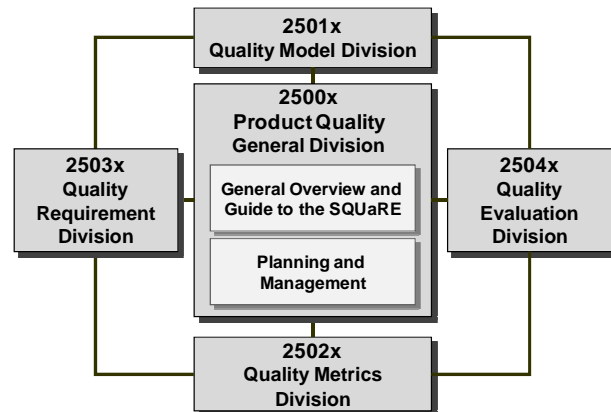 2501x
Quality Model Division
2500x
Product Quality
General Division
General Overview and
Guide to the SQUaRE
Planning and
Management
2503x
Quality
Requirement
Division
2504x
Quality
Evaluation
Division
2502x
Quality Metrics
Division